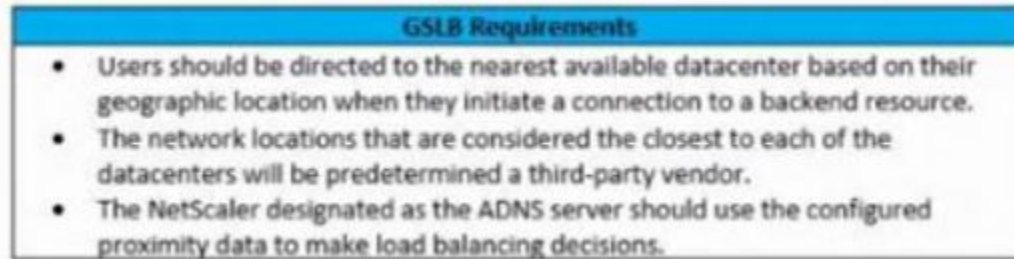 GSLB Requirements
• Users should be directed to the nearest available datacenter based on their
geographic location when they initiate a connection to a backend resource.
• The network locations that are considered the closest to each of the
datacenters will be predetermined a third-party vendor.
• The NetScaler designated as the ADNS server should use the configured
proximity data to make load balancing decisions.